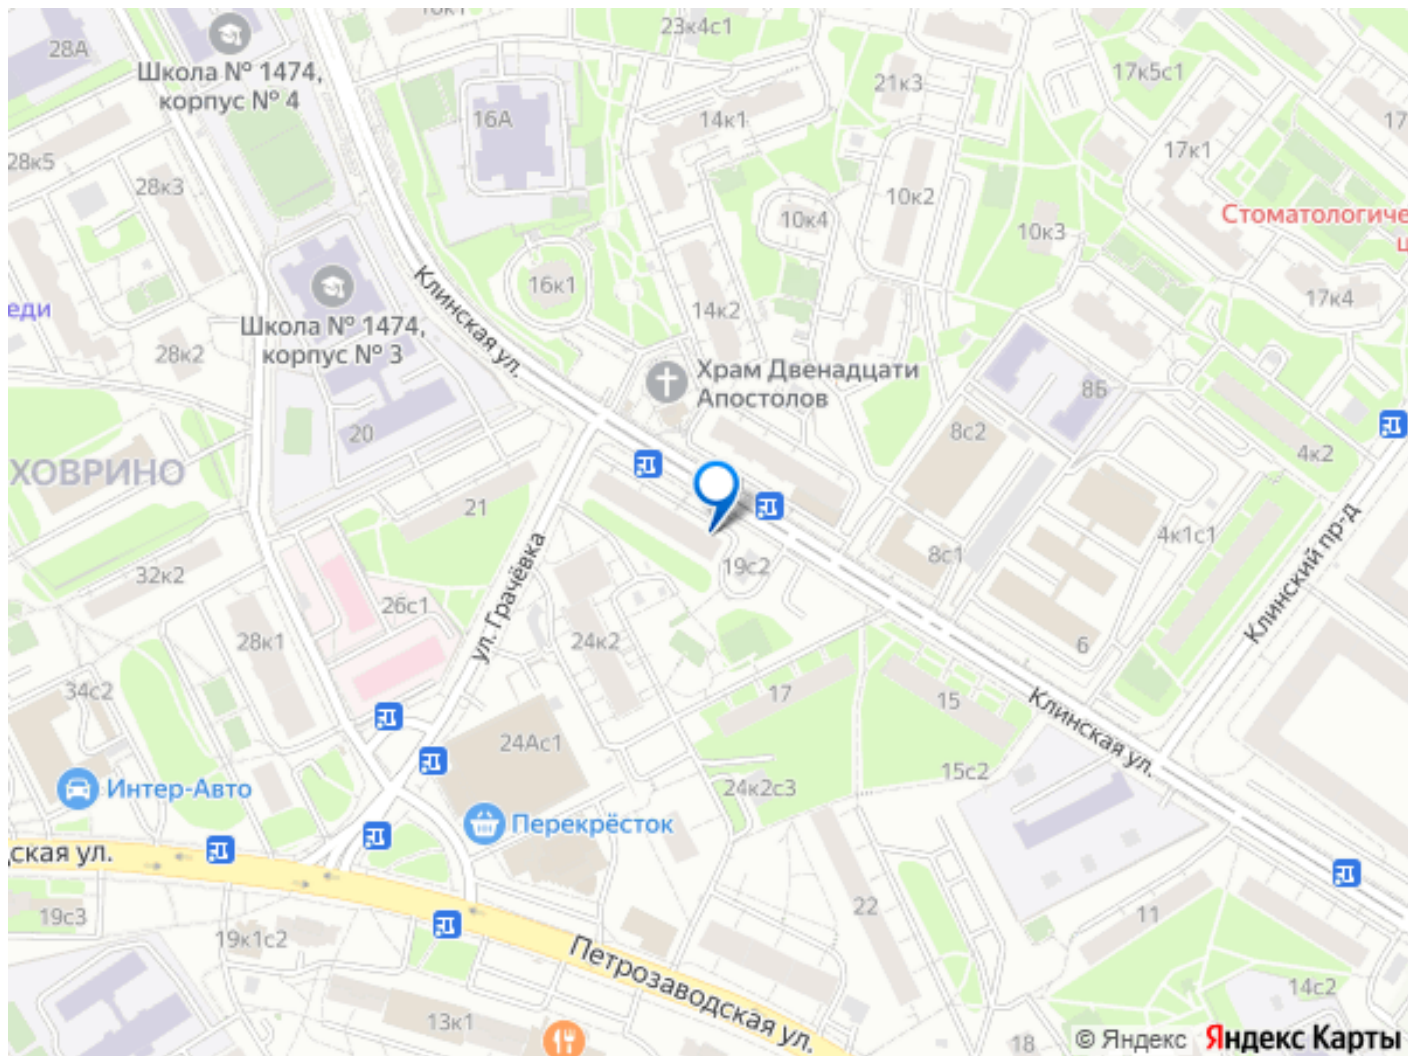 10к1
23к4с1
28А
Школа № 1474,
корпус № 4
17к5с1
21к3
16А
14к1
17
17к1
28к5
28к3
10к2
Стоматологиче
ц
10к4
10к3
16к1
Клинская ул.
17к4
еди
14к2
Школа № 1474,
корпус № 3
28к2
Храм Двенадцати
Апостолов
8Б
20
8с2
4к2
ХОВРИНО
21
4к1с1
Клинский пр-д
8с1
19с2
32к2
ул. Грачёвка
26с1
28к1
24к2
6
34с2
17
15
Клинская ул.
24Ас1
15с2
24к2с3
Интер-Авто
Перекрёсток
ская ул.
22
11
19с3
19к1с2
Петрозаводская ул.
14с2
13к1
18
© Яндекс Яндекс Карты